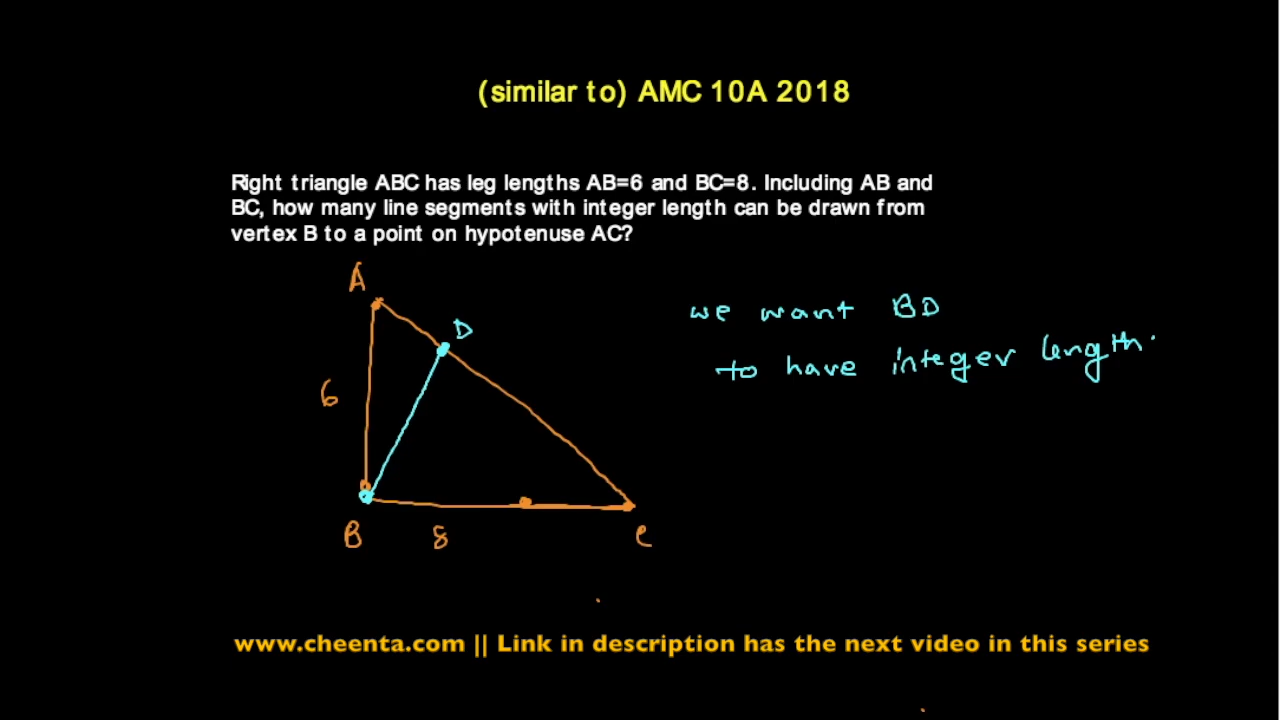 (similar to) AMC 10A 2018
Right triangle ABC has leg lengths AB=6 and BC=8. Including AB and
BC, how many line segments with integer length can be drawn from
vertex B to a point on hypotenuse AC?
A
D
we want BD
to have integer length.
6
B
8
C
www.cheenta.com || Link in description has the next video in this series